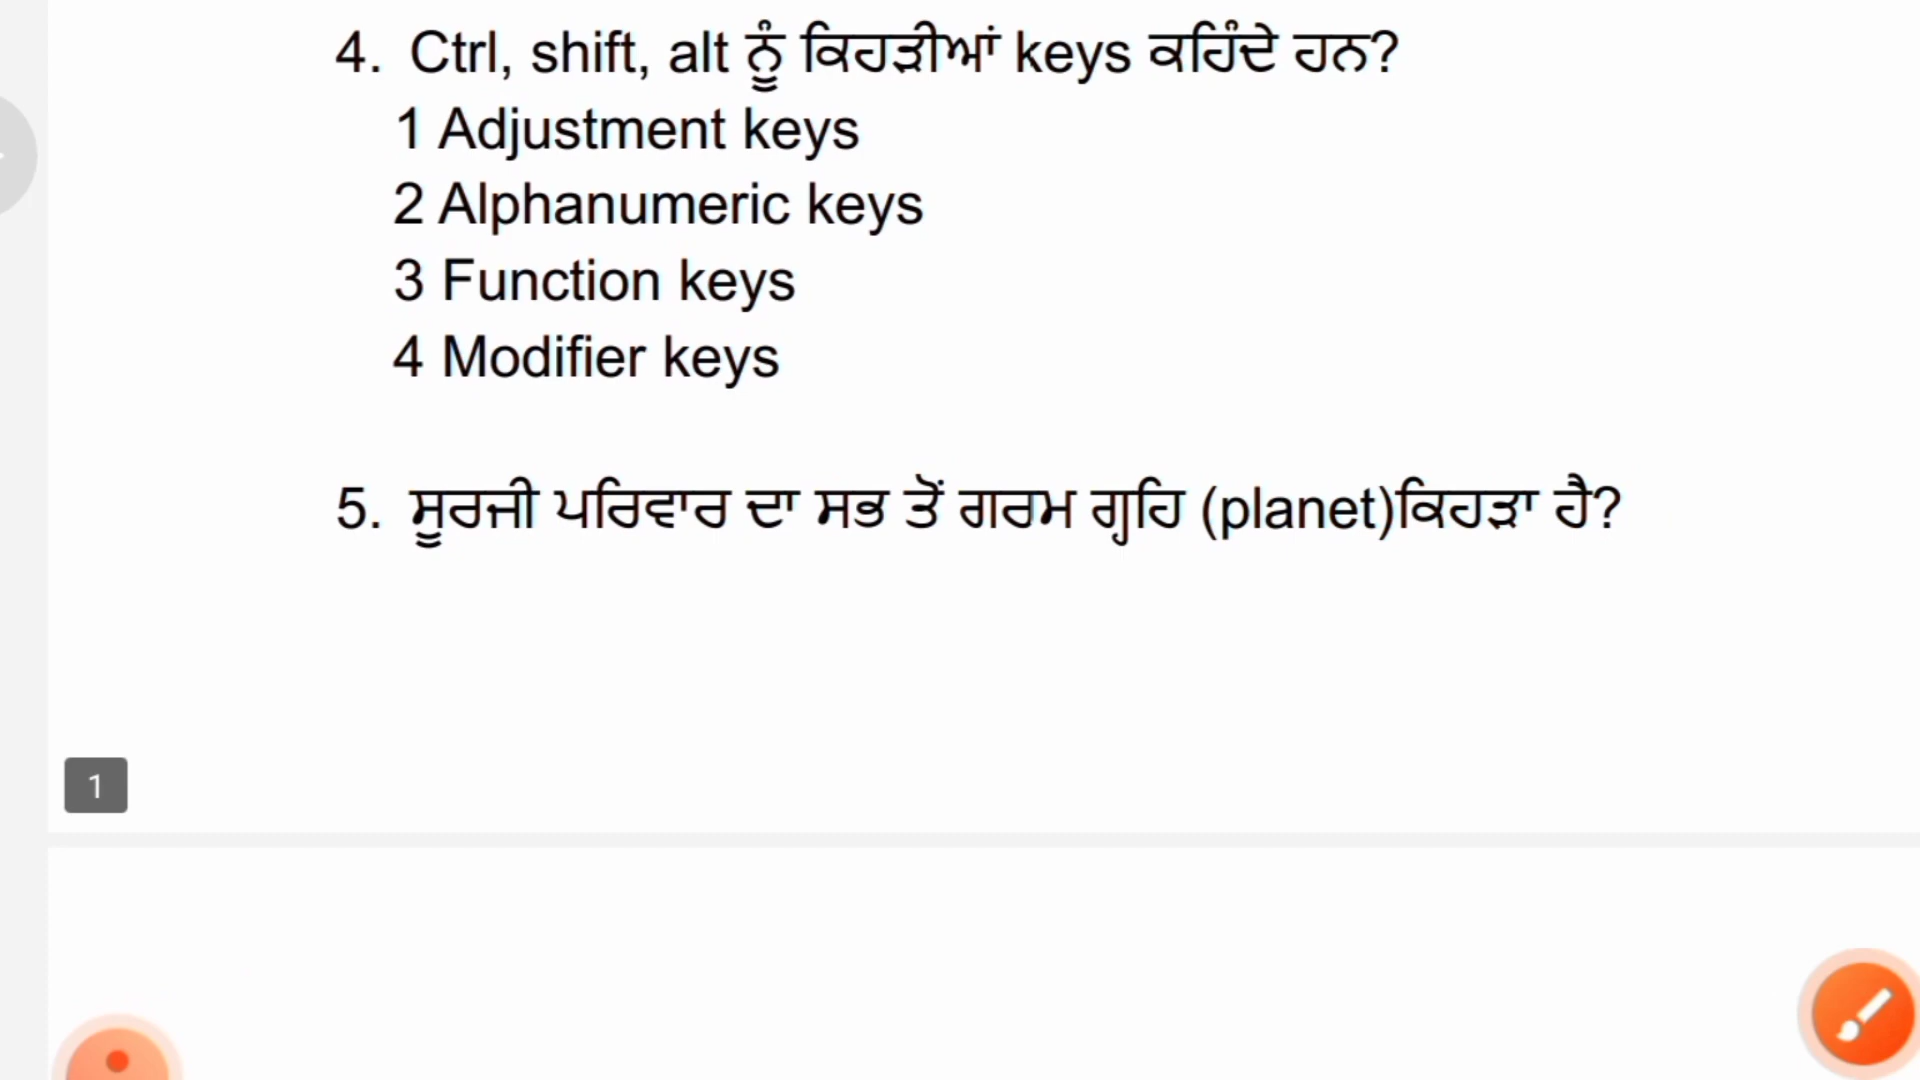 4. Ctrl, shift, alt ਨੂੰ ਕਿਹੜੀਆਂ keys ਕਹਿੰਦੇ ਹਨ?
1 Adjustment keys
2 Alphanumeric keys
3 Function keys
4 Modifier keys
5. ਸੂਰਜੀ ਪਰਿਵਾਰ ਦਾ ਸਭ ਤੋਂ ਗਰਮ ਗ੍ਰਹਿ (planet)ਕਿਹੜਾ ਹੈ?
1